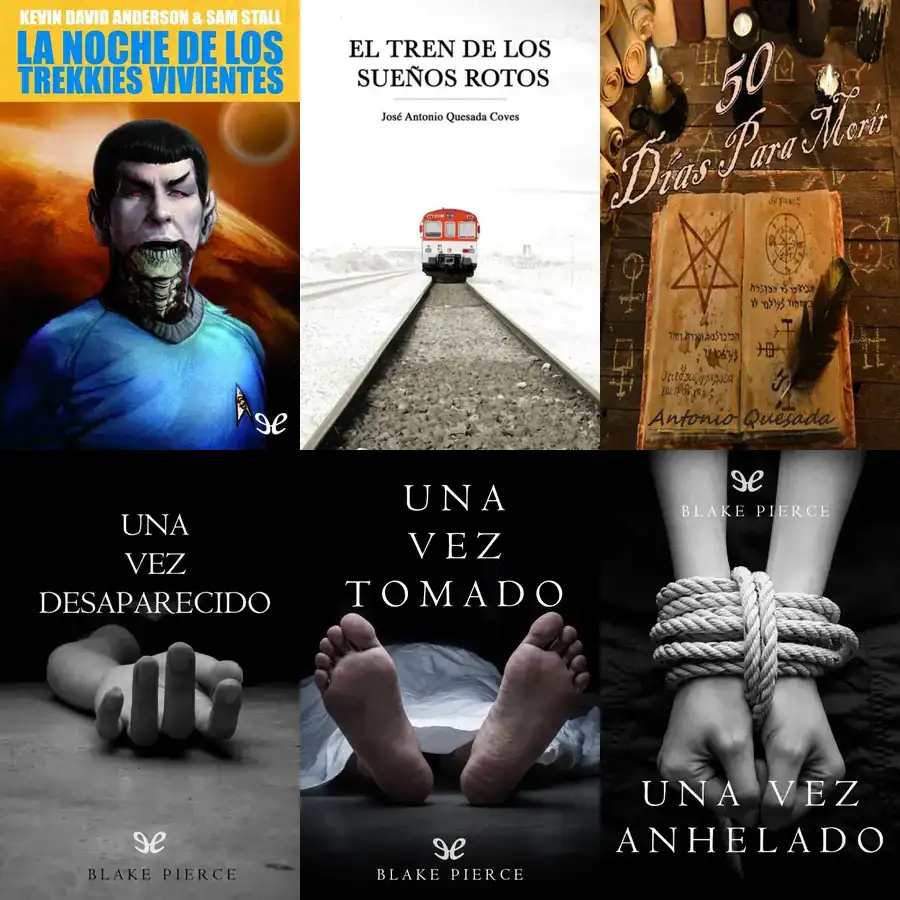 KEVIN DAVID ANDERSON & SAM STALL
LA NOCHE DE LOS
TREKKIES VIVIENTES
EL TREN DE LOS
SUEÑOS ROTOS
José Antonio Quesada Coves
50
Días Para Morir
Antonio Quesada
UNA
VEZ
DESAPARECIDO
BLAKE PIERCE
UNA
VEZ
TOMADO
BLAKE PIERCE
BLAKE PIERCE
UNA VEZ
ANHELADO